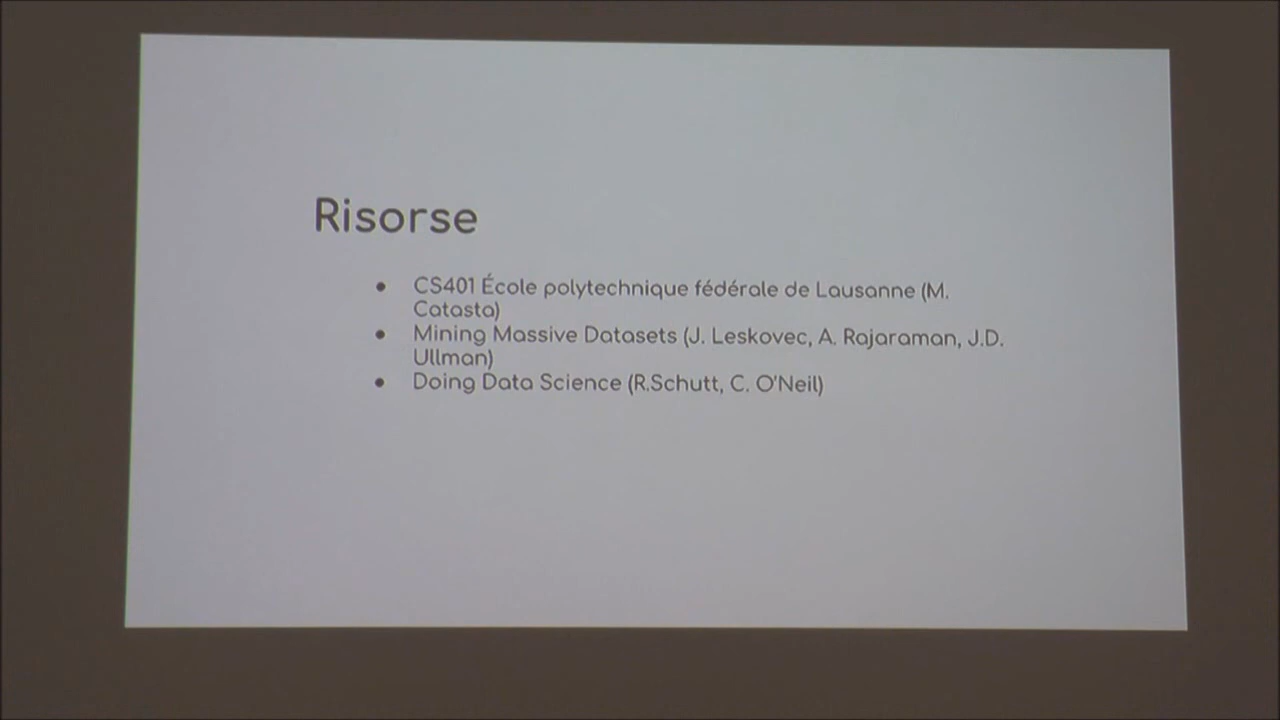 Risorse
● CS401 École polytechnique fédérale de Lausanne (M.
Catasta)
● Mining Massive Datasets (J. Leskovec, A. Rajaraman, J.D.
Ullman)
● Doing Data Science (R.Schutt, C. O'Neil)